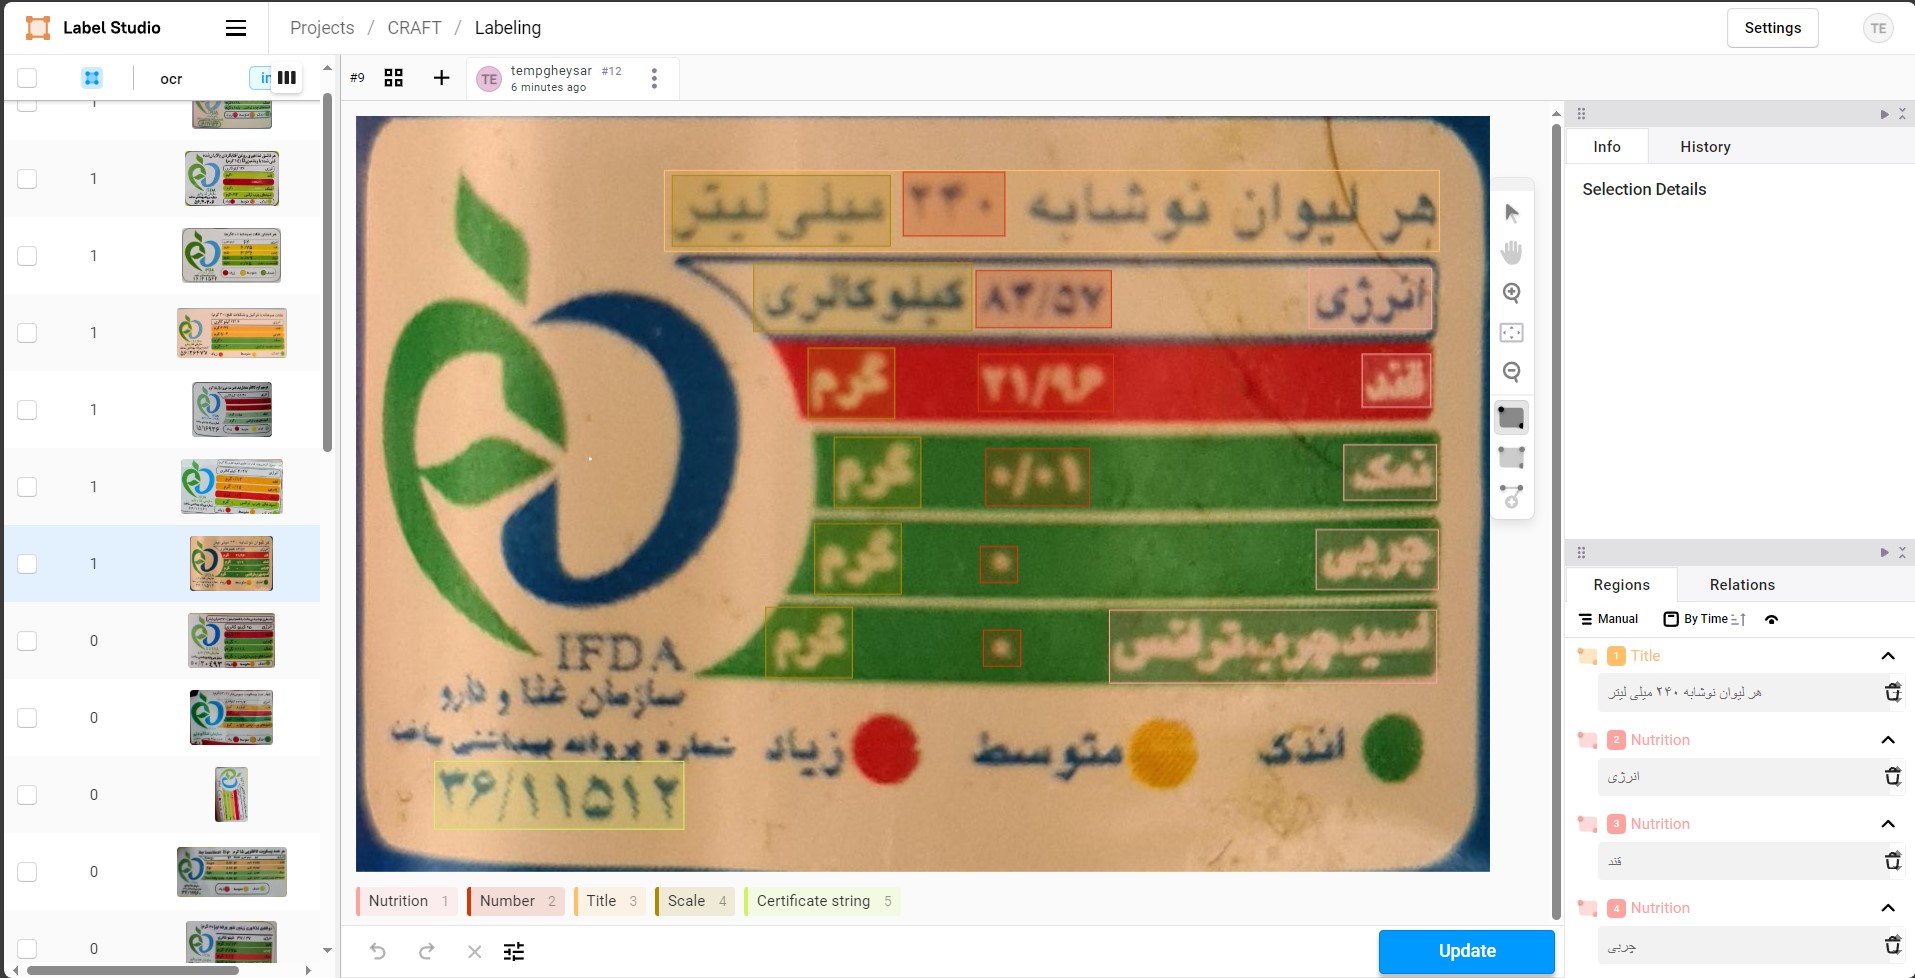 Label Studio
Projects / CRAFT / Labeling
Settings
TE
ocr
in
#9
TE
tempgheysar #12
6 minutes ago
1
1
1
1
1
1
1
0
0
0
0
0
هر لیوان نوشابه ۲۴۰ میلی لیتر
انرژی ۸۳/۵۷ کیلوکالری
قند ۲۱/۹۶ گرم
نمک ۰/۰۱ گرم
چربی ۰ گرم
اسیدچرب‌ترانس ۰ گرم
IFDA
سازمان غذا و دارو
شماره پروانه بهداشتی ساخت
۳۶/۱۱۵۱۲
اندک
متوسط
زیاد
Nutrition 1
Number 2
Title 3
Scale 4
Certificate string 5
Update
Info
History
Selection Details
Regions
Relations
Manual
By Time
1 Title
هر لیوان نوشابه ۲۴۰ میلی لیتر
2 Nutrition
انرژی
3 Nutrition
قند
4 Nutrition
چربی